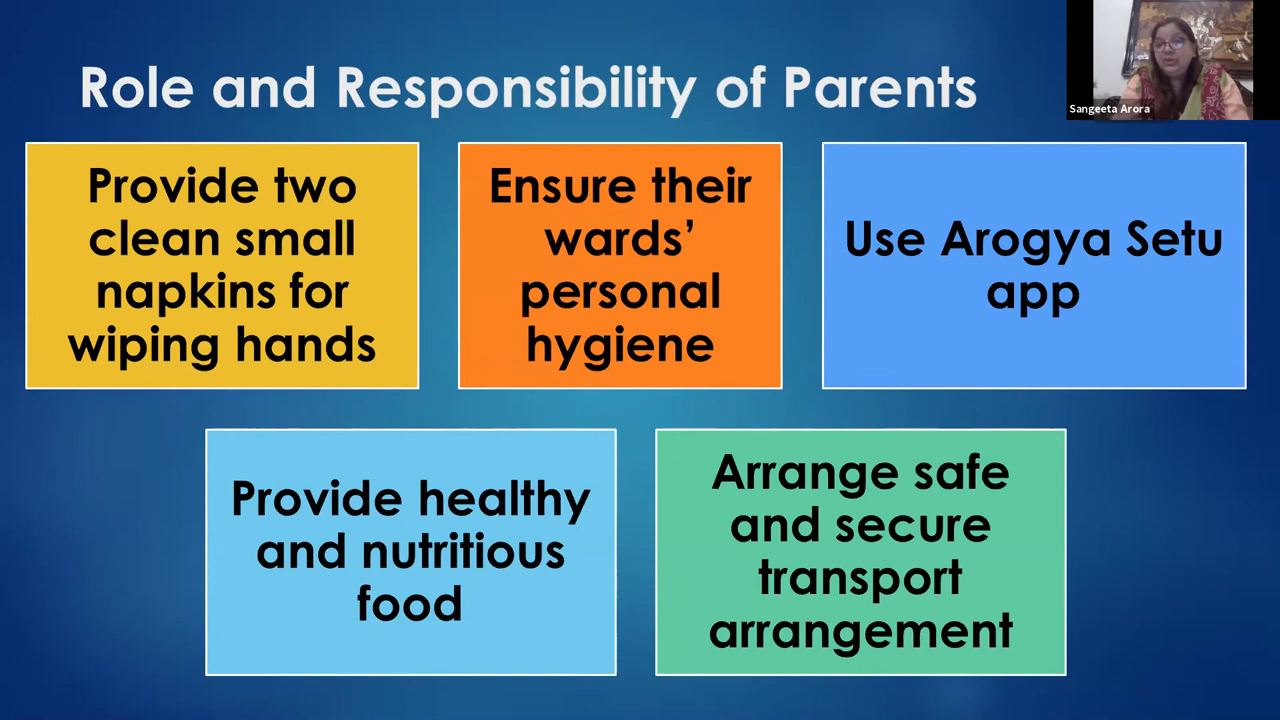 Role and Responsibility of Parents
Sangeeta Arora
Provide two
clean small
napkins for
wiping hands
Ensure their
wards’
personal
hygiene
Use Arogya Setu
app
Provide healthy
and nutritious
food
Arrange safe
and secure
transport
arrangement